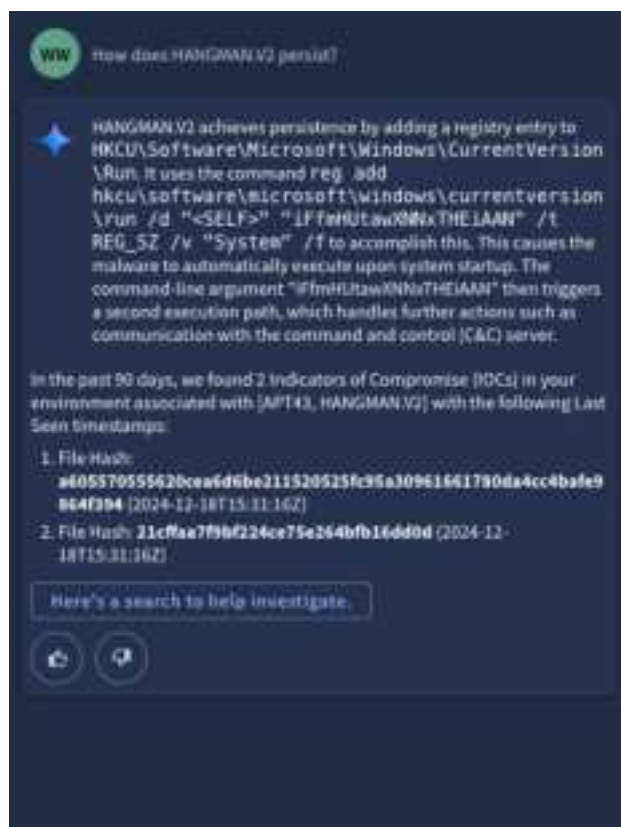 WW
How does HANGMAN.V2 persist?
HANGMAN.V2 achieves persistence by adding a registry entry to
HKCU\Software\Microsoft\Windows\CurrentVersion
\Run. It uses the command reg add
hkcu\software\microsoft\windows\currentversion
\run /d "<SELF>" "iFfmHUtawXNNxTHEiAAN" /t
REG_SZ /v "System" /f to accomplish this. This causes the
malware to automatically execute upon system startup. The
command-line argument "iFfmHUtawXNNxTHEiAAN" then triggers
a second execution path, which handles further actions such as
communication with the command and control (C&C) server.
In the past 90 days, we found 2 Indicators of Compromise (IOCs) in your
environment associated with [APT43, HANGMAN.V2] with the following Last
Seen timestamps:
1. File Hash:
(2024-12-18T15:31:16Z)
2. File Hash: 21cffaa7f9bf224ce75e264bfb16dd0d (2024-12-
18T15:31:16Z)
Here's a search to help investigate.